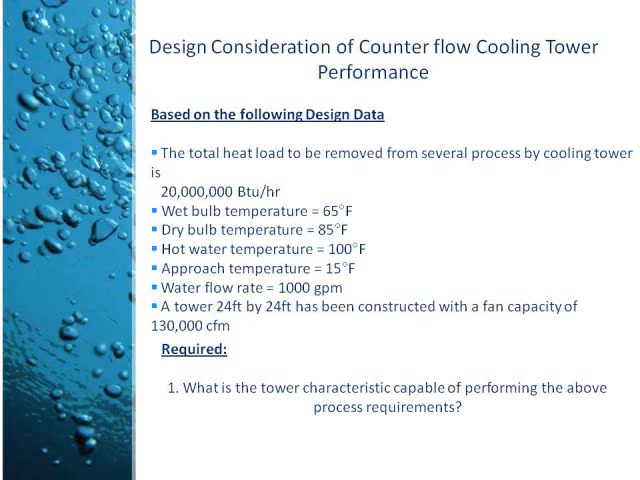 Design Consideration of Counter flow Cooling Tower
Performance
Based on the following Design Data
▪ The total heat load to be removed from several process by cooling tower
is
20,000,000 Btu/hr
▪ Wet bulb temperature = 65°F
▪ Dry bulb temperature = 85°F
▪ Hot water temperature = 100°F
▪ Approach temperature = 15°F
▪ Water flow rate = 1000 gpm
▪ A tower 24ft by 24ft has been constructed with a fan capacity of
130,000 cfm
Required:
1. What is the tower characteristic capable of performing the above
process requirements?